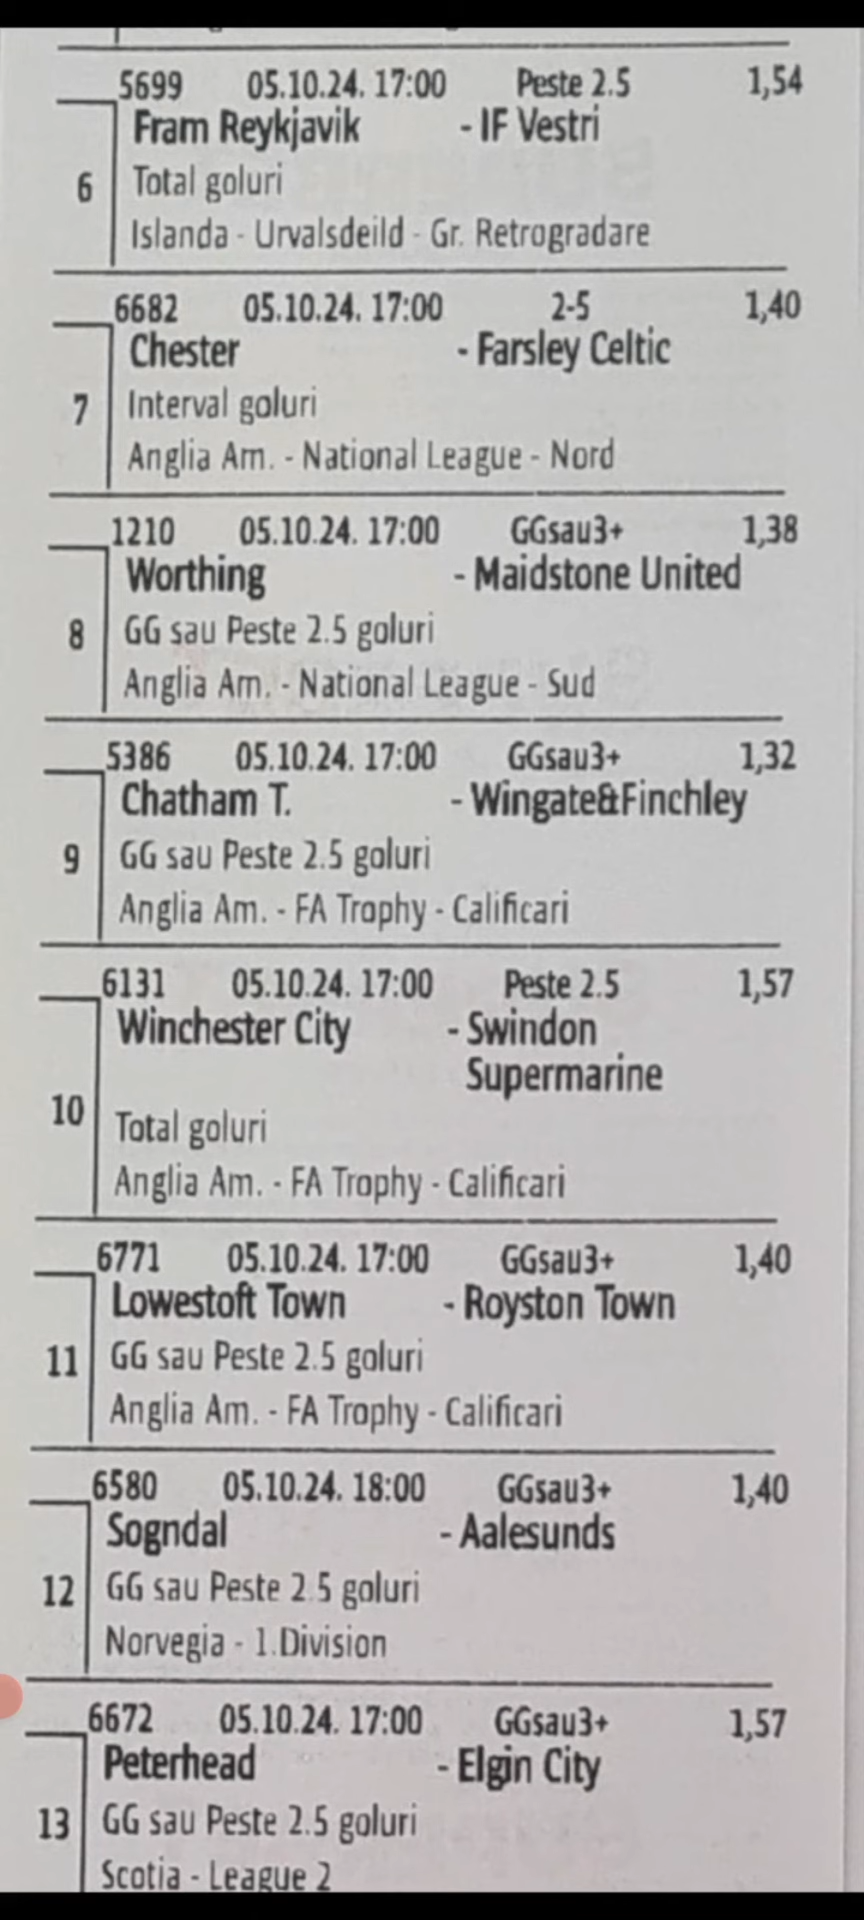 5699 05.10.24. 17:00 Peste 2.5 1,54
Fram Reykjavik - IF Vestri
6 Total goluri
Islanda - Urvalsdeild - Gr. Retrogradare
6682 05.10.24. 17:00 2-5 1,40
Chester - Farsley Celtic
7 Interval goluri
Anglia Am. - National League - Nord
1210 05.10.24. 17:00 GGsau3+ 1,38
Worthing - Maidstone United
8 GG sau Peste 2.5 goluri
Anglia Am. - National League - Sud
5386 05.10.24. 17:00 GGsau3+ 1,32
Chatham T. - Wingate&Finchley
9 GG sau Peste 2.5 goluri
Anglia Am. - FA Trophy - Calificari
6131 05.10.24. 17:00 Peste 2.5 1,57
Winchester City - Swindon
Supermarine
10 Total goluri
Anglia Am. - FA Trophy - Calificari
6771 05.10.24. 17:00 GGsau3+ 1,40
Lowestoft Town - Royston Town
11 GG sau Peste 2.5 goluri
Anglia Am. - FA Trophy - Calificari
6580 05.10.24. 18:00 GGsau3+ 1,40
Sogndal - Aalesunds
12 GG sau Peste 2.5 goluri
Norvegia - 1.Division
6672 05.10.24. 17:00 GGsau3+ 1,57
Peterhead - Elgin City
13 GG sau Peste 2.5 goluri
Scotia - League 2